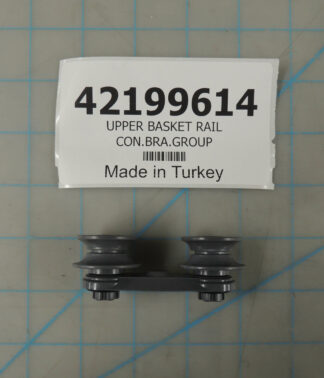 42199614
UPPER BASKET RAIL
CON.BRA.GROUP
Made in Turkey